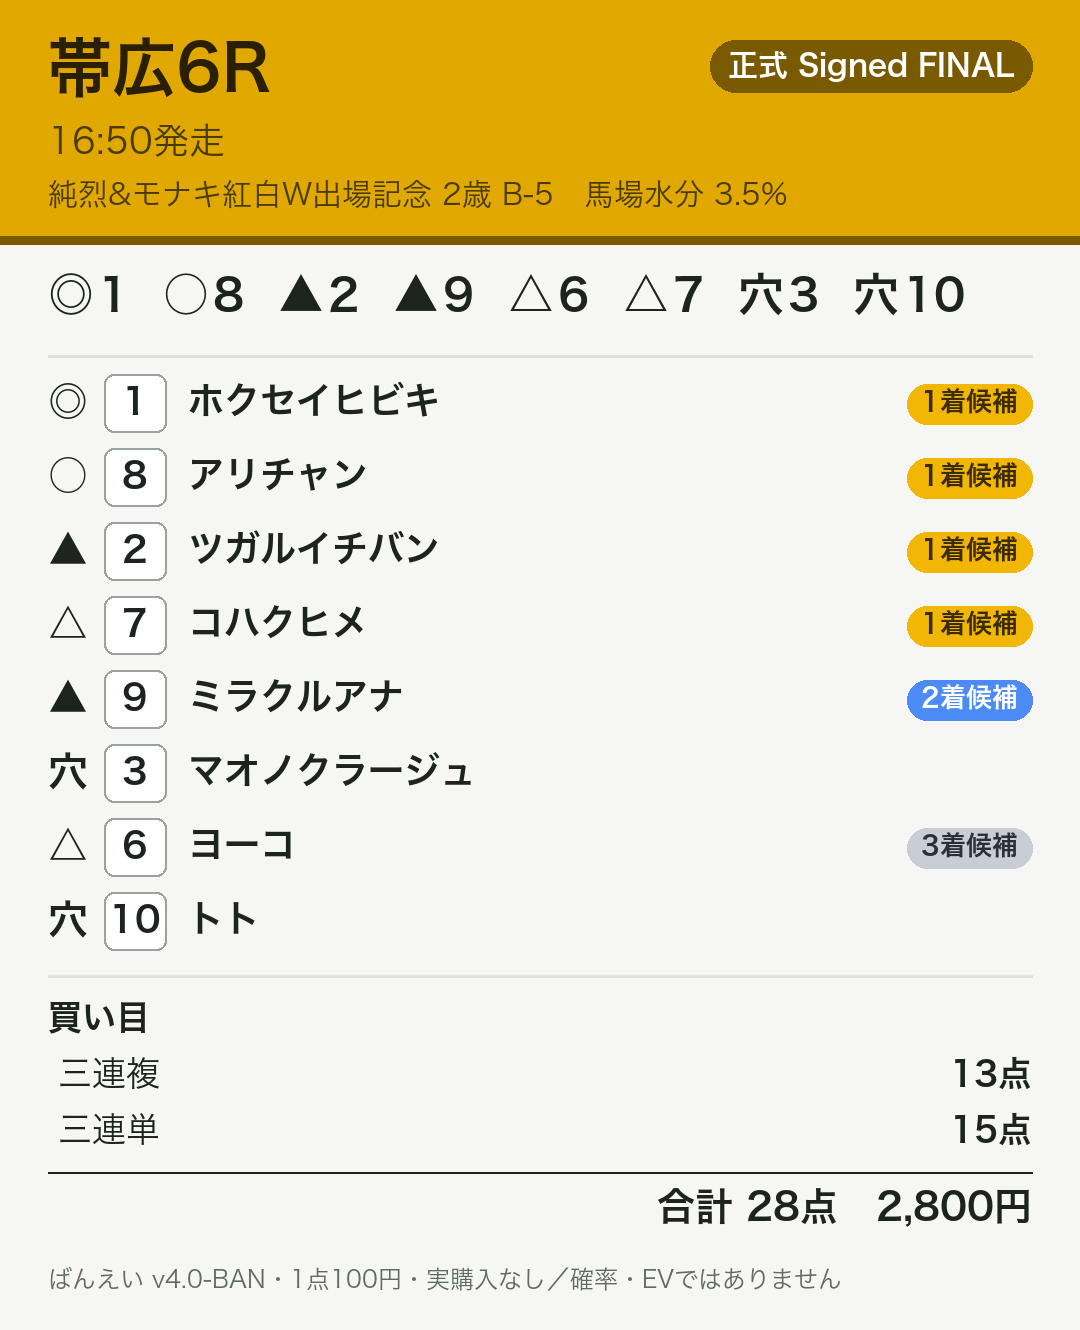 帯広6R
正式 Signed FINAL
16:50発走
純烈&モナキ紅白W出場記念 2歳 B-5　馬場水分 3.5%
◎1 ○8 ▲2 ▲9 △6 △7 穴3 穴10
◎ 1 ホクセイヒビキ 1着候補
○ 8 アリチャン 1着候補
▲ 2 ツガルイチバン 1着候補
△ 7 コハクヒメ 1着候補
▲ 9 ミラクルアナ 2着候補
穴 3 マオノクラージュ
△ 6 ヨーコ 3着候補
穴 10 トト
買い目
三連複 13点
三連単 15点
合計 28点　2,800円
ばんえい v4.0-BAN・1点100円・実購入なし／確率・EVではありません